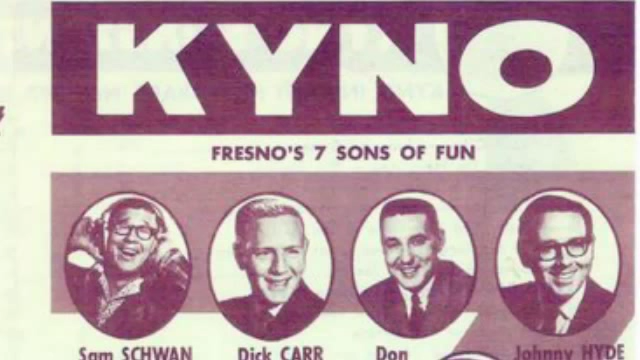 KYNO
FRESNO'S 7 SONS OF FUN
Sam SCHWAN Dick CARR Don Johnny HYDE